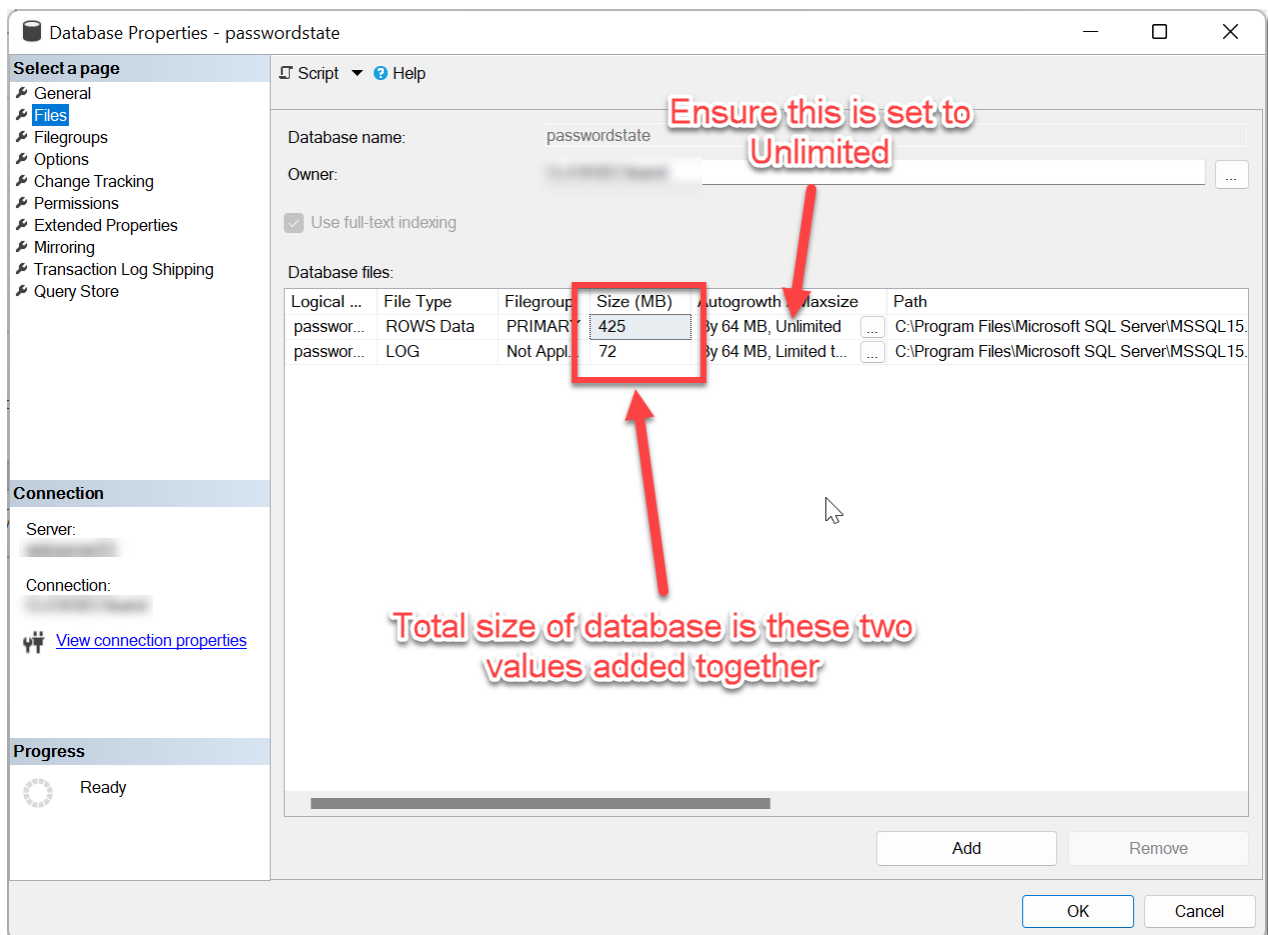 Database Properties - passwordstate
Select a page
General
Files
Filegroups
Options
Change Tracking
Permissions
Extended Properties
Mirroring
Transaction Log Shipping
Query Store
Connection
Server:
Connection:
View connection properties
Progress
Ready
Script Help
Ensure this is set to
Unlimited
Database name: passwordstate
Owner:
...
Use full-text indexing
Database files:
Logical ... File Type Filegroup Size (MB) Autogrowth / Maxsize Path
passwor... ROWS Data PRIMARY 425 By 64 MB, Unlimited ... C:\Program Files\Microsoft SQL Server\MSSQL15.
passwor... LOG Not Appl... 72 By 64 MB, Limited t... ... C:\Program Files\Microsoft SQL Server\MSSQL15.
Total size of database is these two
values added together
Add Remove
OK Cancel